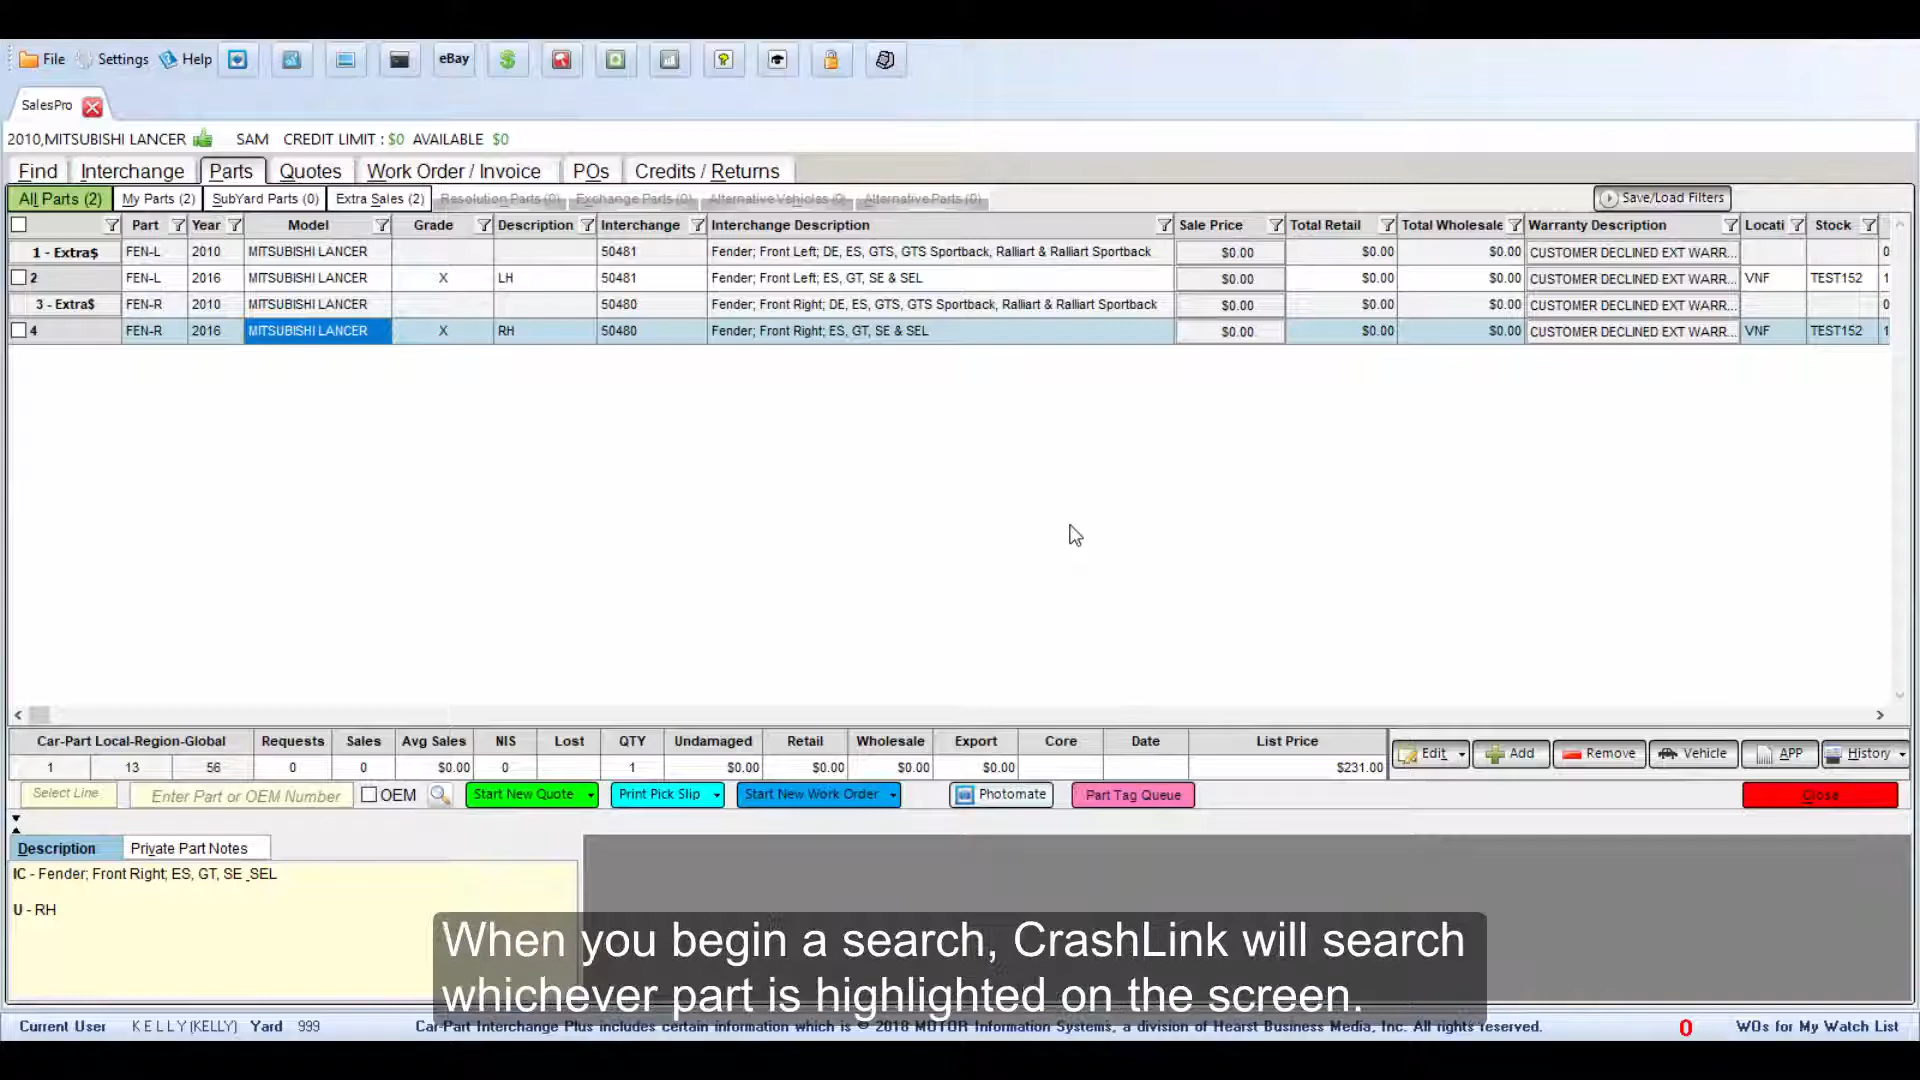 File Settings Help eBay
SalesPro
2010,MITSUBISHI LANCER SAM CREDIT LIMIT : $0 AVAILABLE $0
Find Interchange Parts Quotes Work Order / Invoice POs Credits / Returns
All Parts (2) My Parts (2) SubYard Parts (0) Extra Sales (2) Resolution Parts (0) Exchange Parts (0) Alternative Vehicles (0) Alternative Parts (0) Save/Load Filters
Part Year Model Grade Description Interchange Interchange Description Sale Price Total Retail Total Wholesale Warranty Description Locati Stock
1 - Extra$ FEN-L 2010 MITSUBISHI LANCER 50481 Fender; Front Left; DE, ES, GTS, GTS Sportback, Ralliart & Ralliart Sportback $0.00 $0.00 $0.00 CUSTOMER DECLINED EXT WARR... 0
2 FEN-L 2016 MITSUBISHI LANCER X LH 50481 Fender; Front Left; ES, GT, SE & SEL $0.00 $0.00 $0.00 CUSTOMER DECLINED EXT WARR... VNF TEST152 1
3 - Extra$ FEN-R 2010 MITSUBISHI LANCER 50480 Fender; Front Right; DE, ES, GTS, GTS Sportback, Ralliart & Ralliart Sportback $0.00 $0.00 $0.00 CUSTOMER DECLINED EXT WARR... 0
4 FEN-R 2016 MITSUBISHI LANCER X RH 50480 Fender; Front Right; ES, GT, SE & SEL $0.00 $0.00 $0.00 CUSTOMER DECLINED EXT WARR... VNF TEST152 1
Car-Part Local-Region-Global Requests Sales Avg Sales NIS Lost QTY Undamaged Retail Wholesale Export Core Date List Price
1 13 56 0 0 $0.00 0 1 $0.00 $0.00 $0.00 $0.00 $231.00
Edit Add Remove Vehicle APP History
Select Line Enter Part or OEM Number OEM Start New Quote Print Pick Slip Start New Work Order Photomate Part Tag Queue Close
Description Private Part Notes
IC - Fender; Front Right; ES, GT, SE _SEL
U - RH
When you begin a search, CrashLink will search
whichever part is highlighted on the screen.
Current User KELLY(KELLY) Yard 999 Car-Part Interchange Plus includes certain information which is © 2018 MOTOR Information Systems, a division of Hearst Business Media, Inc. All rights reserved. 0 WOs for My Watch List